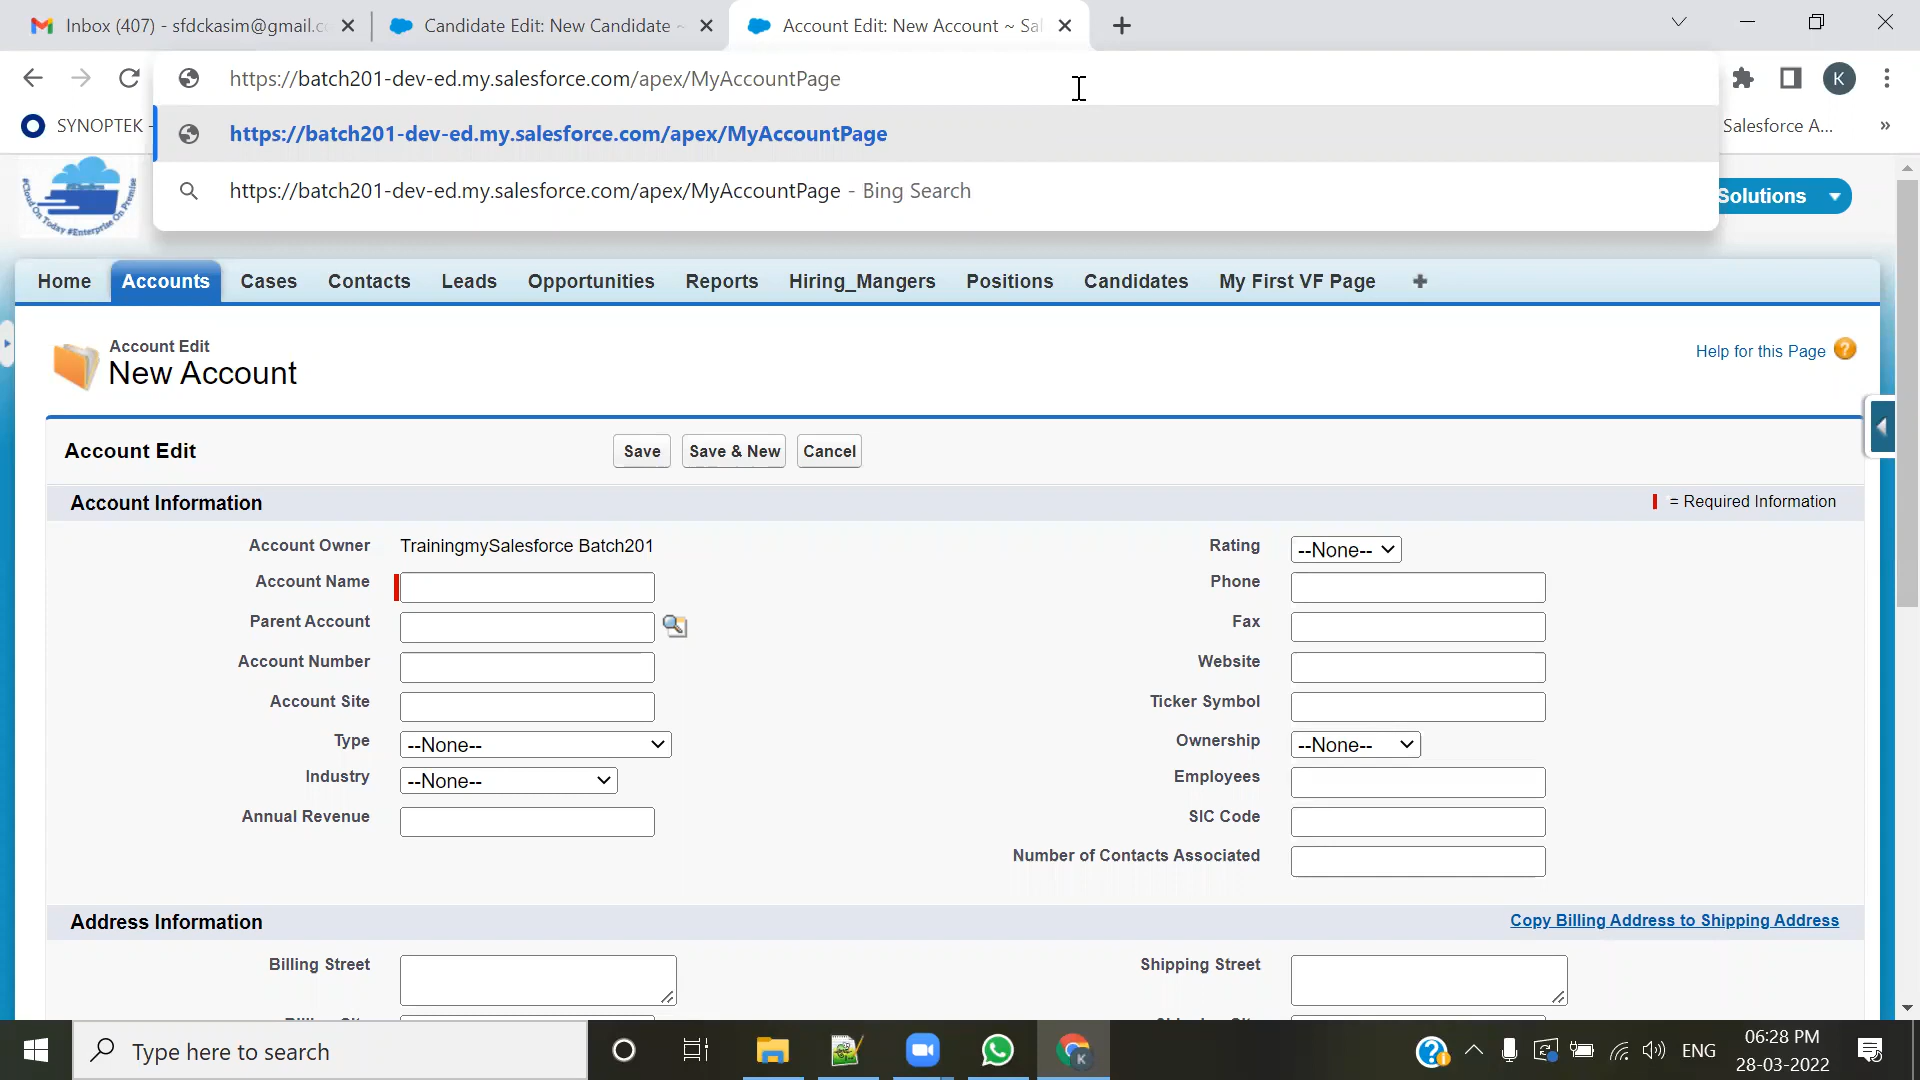 Inbox (407) - sfdckasim@gmail.c
Candidate Edit: New Candidate ~
Account Edit: New Account ~ Sal
https://batch201-dev-ed.my.salesforce.com/apex/MyAccountPage
K
SYNOPTEK -
https://batch201-dev-ed.my.salesforce.com/apex/MyAccountPage
Salesforce A...
»
https://batch201-dev-ed.my.salesforce.com/apex/MyAccountPage - Bing Search
#Cloud On Today #Enterprise On Premise
Solutions
Home
Accounts
Cases
Contacts
Leads
Opportunities
Reports
Hiring_Mangers
Positions
Candidates
My First VF Page
+
Account Edit
New Account
Help for this Page ?
Account Edit
Save
Save & New
Cancel
Account Information
= Required Information
Account Owner TrainingmySalesforce Batch201
Rating --None--
Account Name
Phone
Parent Account
Fax
Account Number
Website
Account Site
Ticker Symbol
Type --None--
Ownership --None--
Industry --None--
Employees
Annual Revenue
SIC Code
Number of Contacts Associated
Address Information
Copy Billing Address to Shipping Address
Billing Street
Shipping Street
Type here to search
K
?
ENG
06:28 PM
28-03-2022